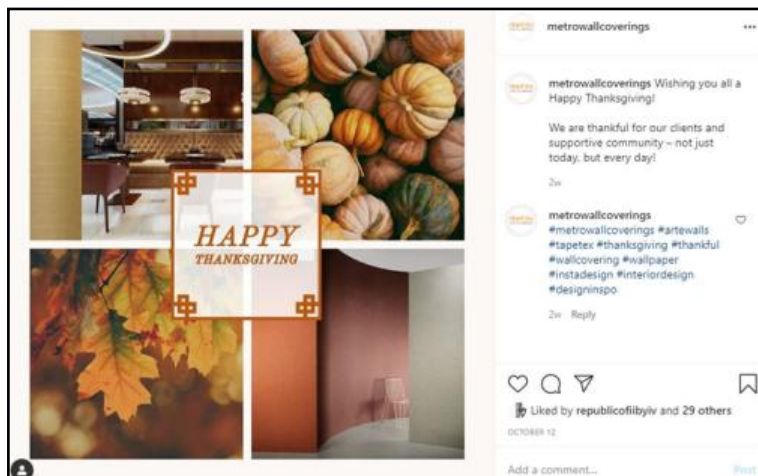 HAPPY
THANKSGIVING
metrowallcoverings
metrowallcoverings Wishing you all a
Happy Thanksgiving!
We are thankful for our clients and
supportive community – not just
today, but every day!
2w
metrowallcoverings
#metrowallcoverings #artewalls
#tapetex #thanksgiving #thankful
#wallcovering #wallpaper
#instadesign #interiordesign
#designinspo
2w Reply
Liked by republicofiibyiv and 29 others
OCTOBER 12
Add a comment...
Post